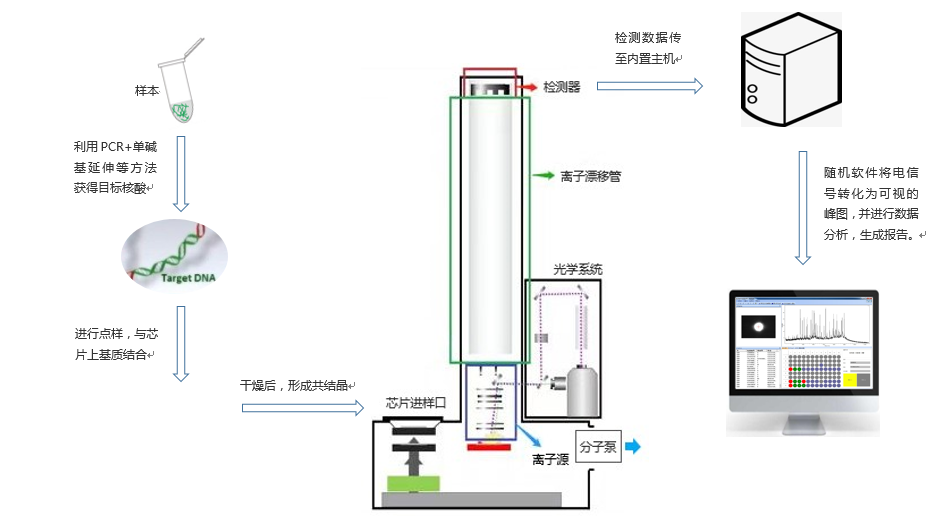 样本
利用 PCR+单碱
基延伸等方法
获得目标核酸↵
Target DNA
进行点样，与芯
片上基质结合↵
干燥后，形成共结晶↵
芯片进样口
离子源
分子泵
光学系统
离子漂移管
检测器
检测数据传
至内置主机↵
随机软件将电信
号转化为可视的
峰图，并进行数据
分析，生成报告。↵